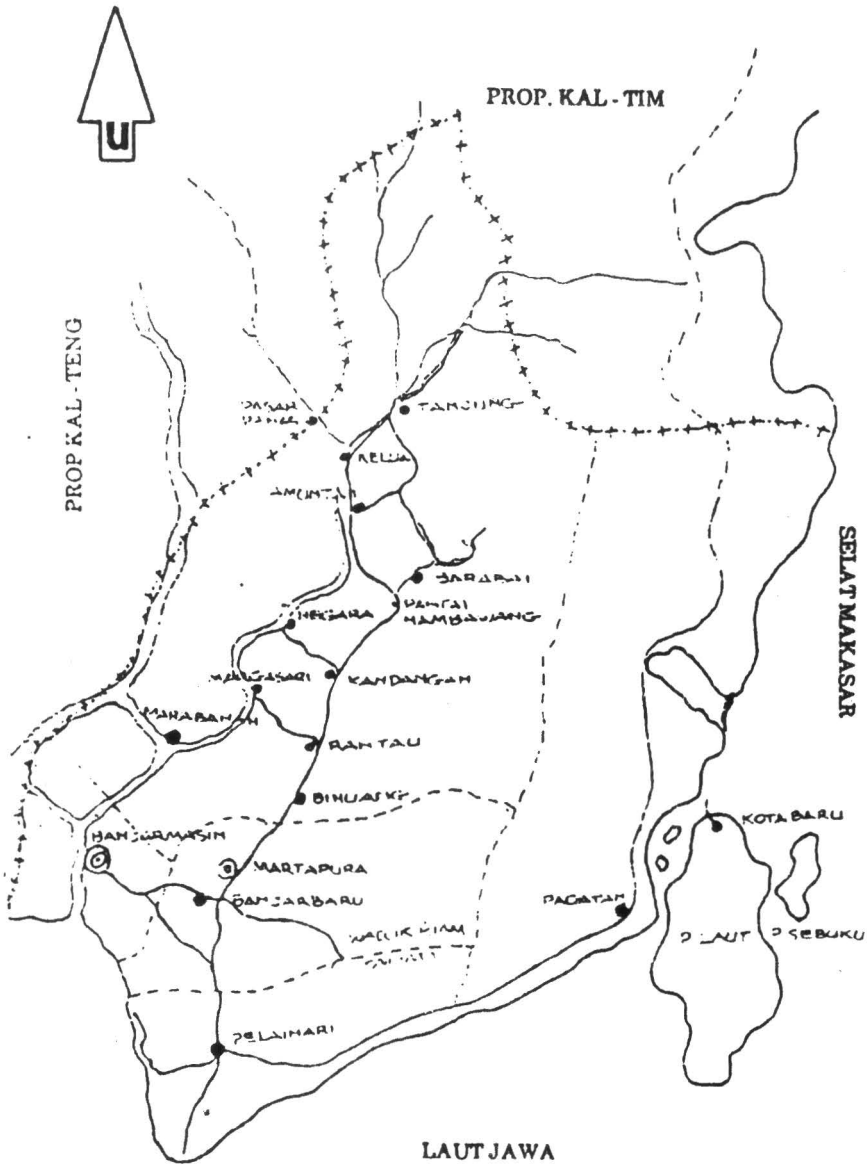 PROP. KAL - TIM
U
PROP KAL - TENG
TANJUNG
KELUA
AMUNTAI
BARABAI
PANTAI
HAMBAWANG
NEGARA
KANDANGAN
MARGASARI
MARABAHAN
RANTAU
BINUANG
SELAT MAKASAR
BANJARMASIN
MARTAPURA
BANJARBARU
KOTA BARU
PAGATAN
P LAUT
P SEBUKU
PELAIHARI
LAUT JAWA